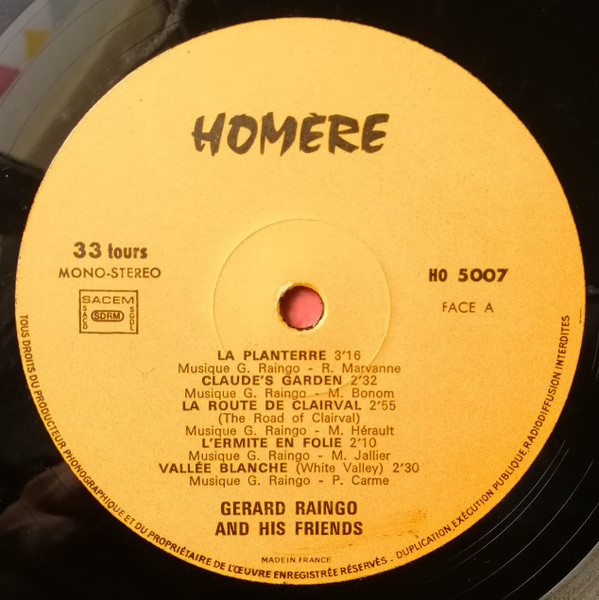 HOMÈRE
33 tours
MONO-STEREO
HO 5007
FACE A
SACEM
SACD SDRM SGDL
LA PLANTERRE 3'16
Musique G. Raingo - R. Marvanne
CLAUDE'S GARDEN 2'32
Musique G. Raingo - M. Bonom
LA ROUTE DE CLAIRVAL 2'55
(The Road of Clairval)
Musique G. Raingo - M. Hérault
L'ERMITE EN FOLIE 2'10
Musique G. Raingo - M. Jallier
VALLÉE BLANCHE (White Valley) 2'30
Musique G. Raingo - P. Carme
GERARD RAINGO
AND HIS FRIENDS
MADE IN FRANCE
TOUS DROITS DU PRODUCTEUR PHONOGRAPHIQUE ET DU PROPRIÉTAIRE DE L'ŒUVRE ENREGISTRÉE RÉSERVÉS - DUPLICATION, EXÉCUTION PUBLIQUE, RADIODIFFUSION INTERDITES